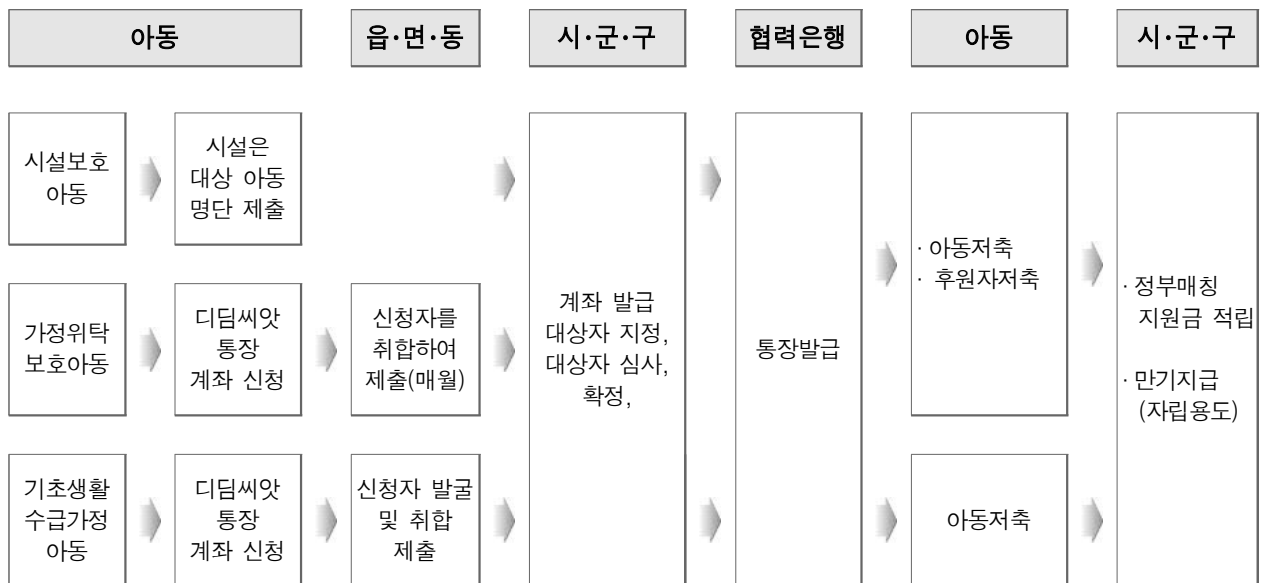 아동
읍·면·동
시·군·구
협력은행
아동
시·군·구
시설보호
아동
시설은
대상 아동
명단 제출
가정위탁
보호아동
디딤씨앗
통장
계좌 신청
신청자를
취합하여
제출(매월)
기초생활
수급가정
아동
디딤씨앗
통장
계좌 신청
신청자 발굴
및 취합
제출
계좌 발급
대상자 지정,
대상자 심사,
확정,
통장발급
· 아동저축
· 후원자저축
아동저축
· 정부매칭
지원금 적립
· 만기지급
(자립용도)